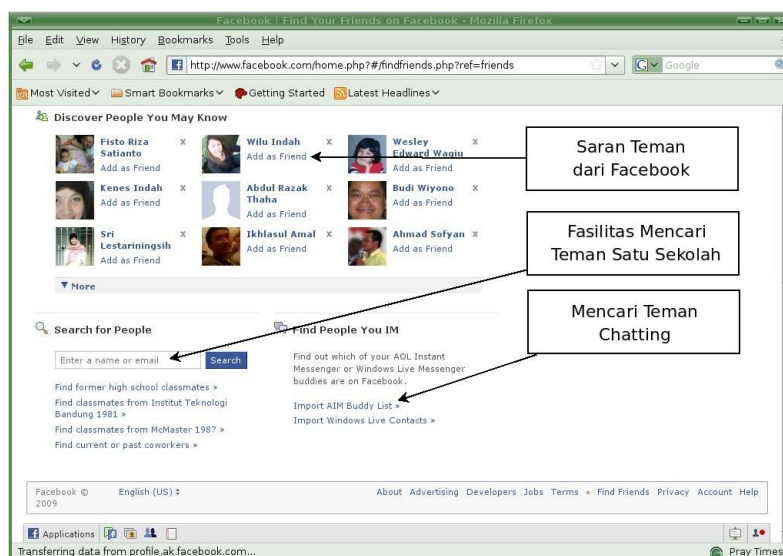 Facebook | Find Your Friends on Facebook - Mozilla Firefox
File Edit View History Bookmarks Tools Help
http://www.facebook.com/home.php?#/findfriends.php?ref=friends
Google
Most Visited Smart Bookmarks Getting Started Latest Headlines
Discover People You May Know
Fisto Riza Satianto
x
Add as Friend
Wilu Indah
x
Add as Friend
Wesley Edward Wagiu
x
Add as Friend
Saran Teman
dari Facebook
Kenes Indah
x
Add as Friend
Abdul Razak Thaha
x
Add as Friend
Budi Wiyono
x
Add as Friend
Sri Lestariningsih
x
Add as Friend
Ikhlasul Amal
x
Add as Friend
Ahmad Sofyan
x
Add as Friend
Fasilitas Mencari
Teman Satu Sekolah
More
Mencari Teman
Chatting
Search for People
Enter a name or email
Search
Find former high school classmates »
Find classmates from Institut Teknologi
Bandung 1981 »
Find classmates from McMaster 1987 »
Find current or past coworkers »
Find People You IM
Find out which of your AOL Instant
Messenger or Windows Live Messenger
buddies are on Facebook.
Import AIM Buddy List »
Import Windows Live Contacts »
Facebook © 2009
English (US)
About Advertising Developers Jobs Terms Find Friends Privacy Account Help
Applications
1
Transferring data from profile.ak.facebook.com...
Pray Times